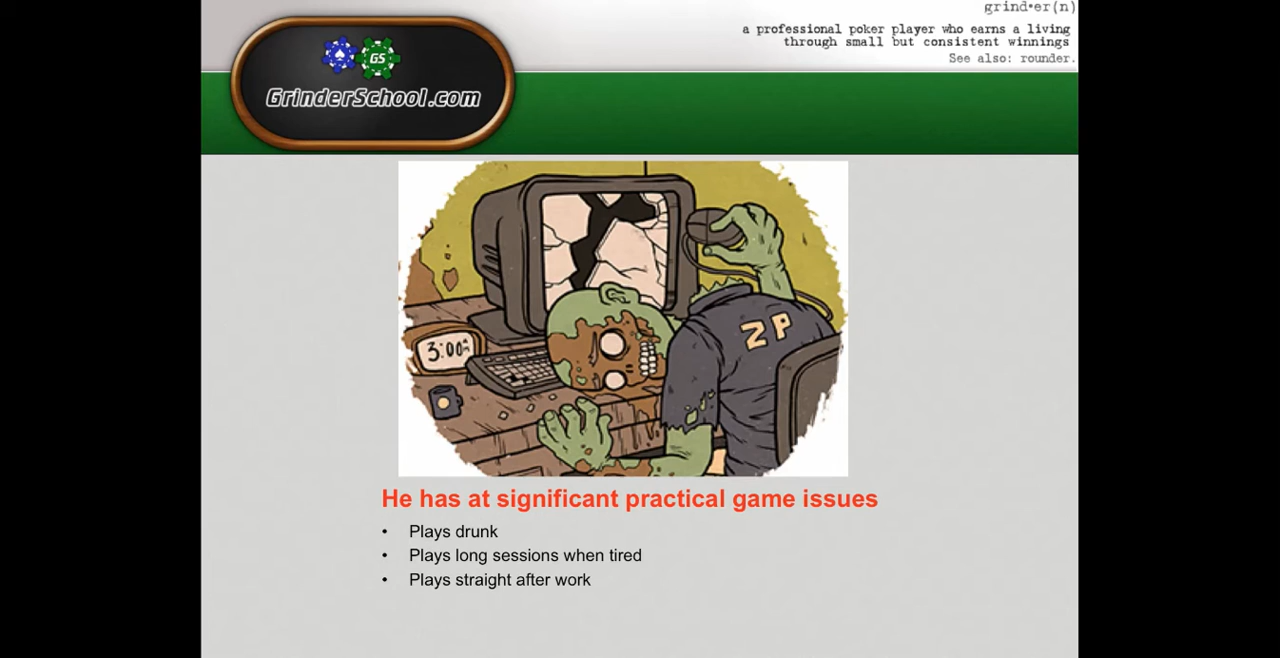 grind•er(n)
a professional poker player who earns a living
through small but consistent winnings
See also: rounder.
GS
GrinderSchool.com
ZP
3:00
He has at significant practical game issues
• Plays drunk
• Plays long sessions when tired
• Plays straight after work